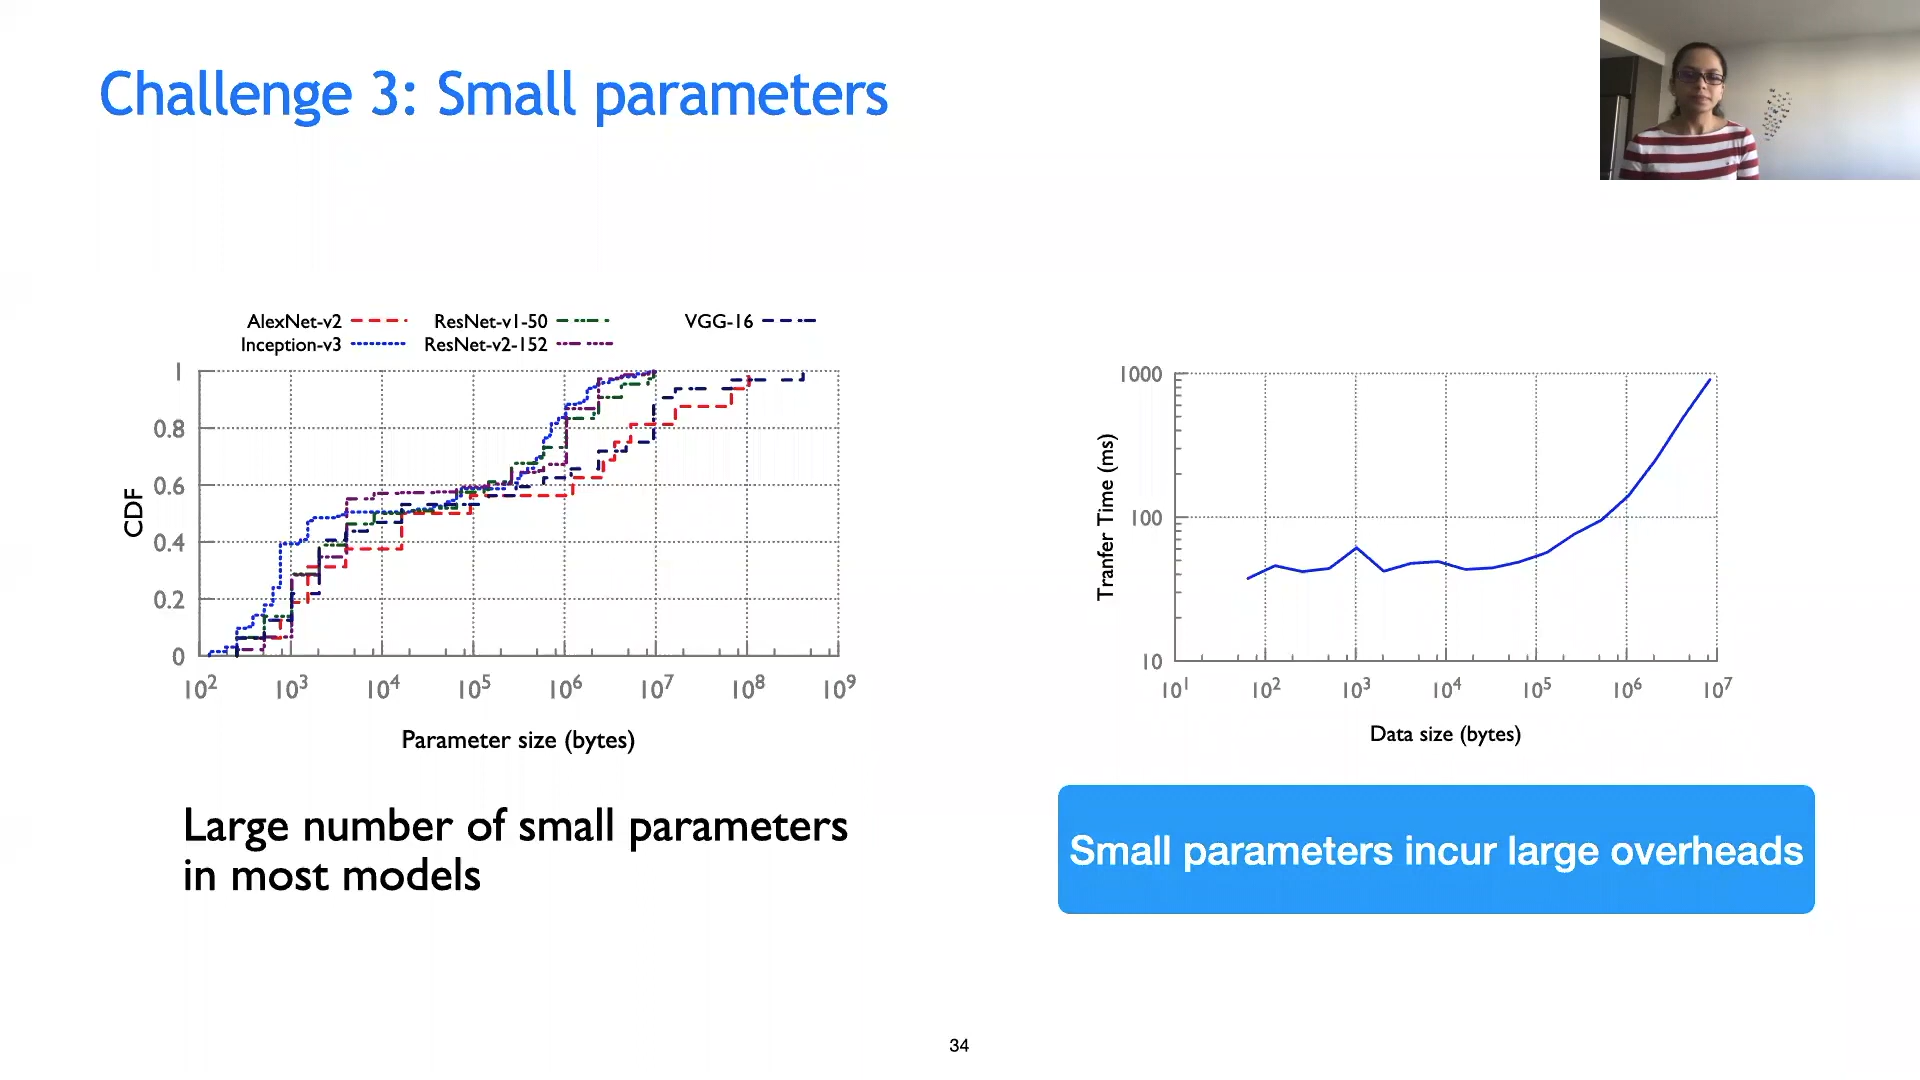 Challenge 3: Small parameters
AlexNet-v2
ResNet-v1-50
VGG-16
Inception-v3
ResNet-v2-152
1
0.8
0.6
0.4
0.2
0
CDF
10² 10³ 10⁴ 10⁵ 10⁶ 10⁷ 10⁸ 10⁹
Parameter size (bytes)
1000
100
10
Tranfer Time (ms)
10¹ 10² 10³ 10⁴ 10⁵ 10⁶ 10⁷
Data size (bytes)
Large number of small parameters
in most models
Small parameters incur large overheads
34